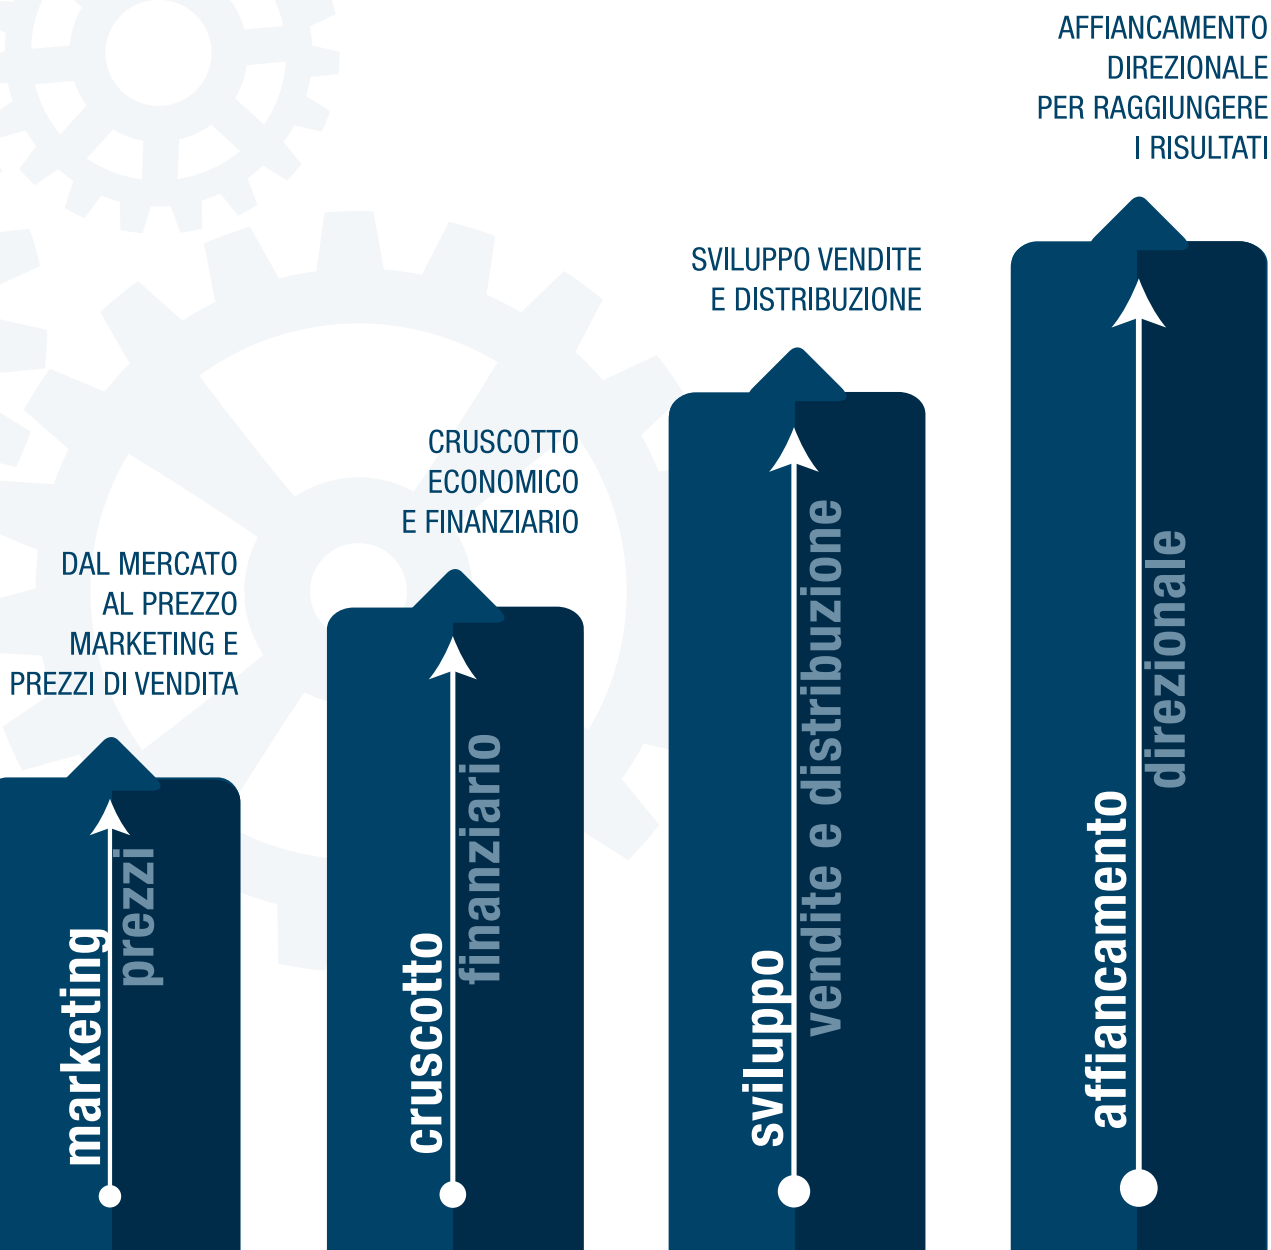 AFFIANCAMENTO
DIREZIONALE
PER RAGGIUNGERE
I RISULTATI
SVILUPPO VENDITE
E DISTRIBUZIONE
CRUSCOTTO
ECONOMICO
E FINANZIARIO
DAL MERCATO
AL PREZZO
MARKETING E
PREZZI DI VENDITA
marketing
prezzi
cruscotto
finanziario
sviluppo
vendite e distribuzione
affiancamento
direzionale